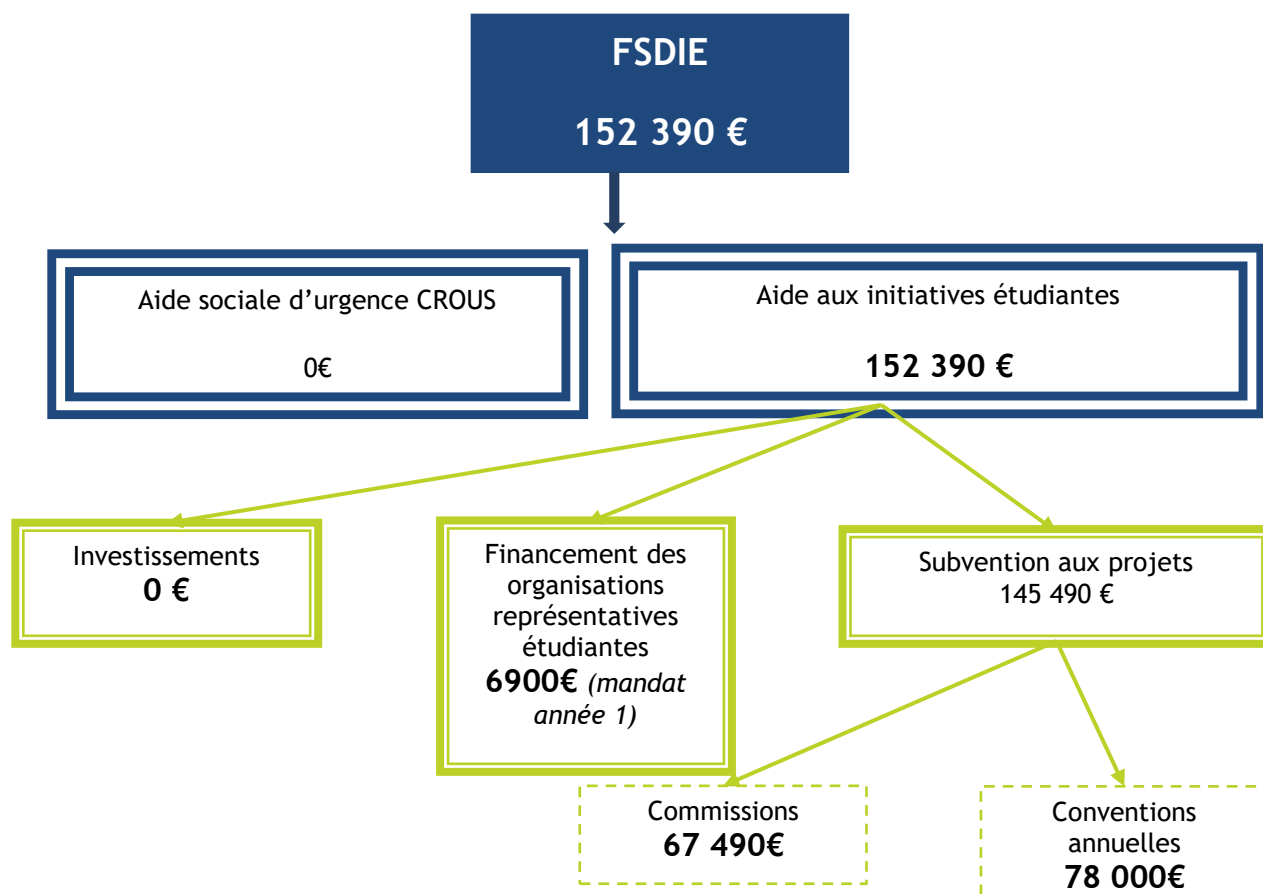 FSDIE
152 390 €
Aide sociale d’urgence CROUS
0€
Aide aux initiatives étudiantes
152 390 €
Investissements
0 €
Financement des
organisations
représentatives
étudiantes
6900€ (mandat
année 1)
Subvention aux projets
145 490 €
Commissions
67 490€
Conventions
annuelles
78 000€